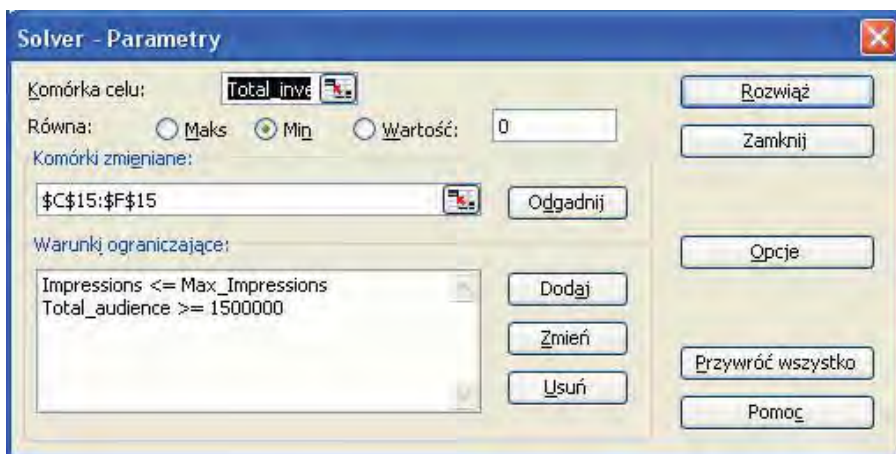 Solver - Parametry
Komórka celu: Total_inve
Rozwiąż
Równa: Maks Min Wartość: 0
Zamknij
Komórki zmieniane:
$C$15:$F$15
Odgadnij
Warunki ograniczające:
Opcje
Impressions <= Max_Impressions
Total_audience >= 1500000
Dodaj
Zmień
Usuń
Przywróć wszystko
Pomoc